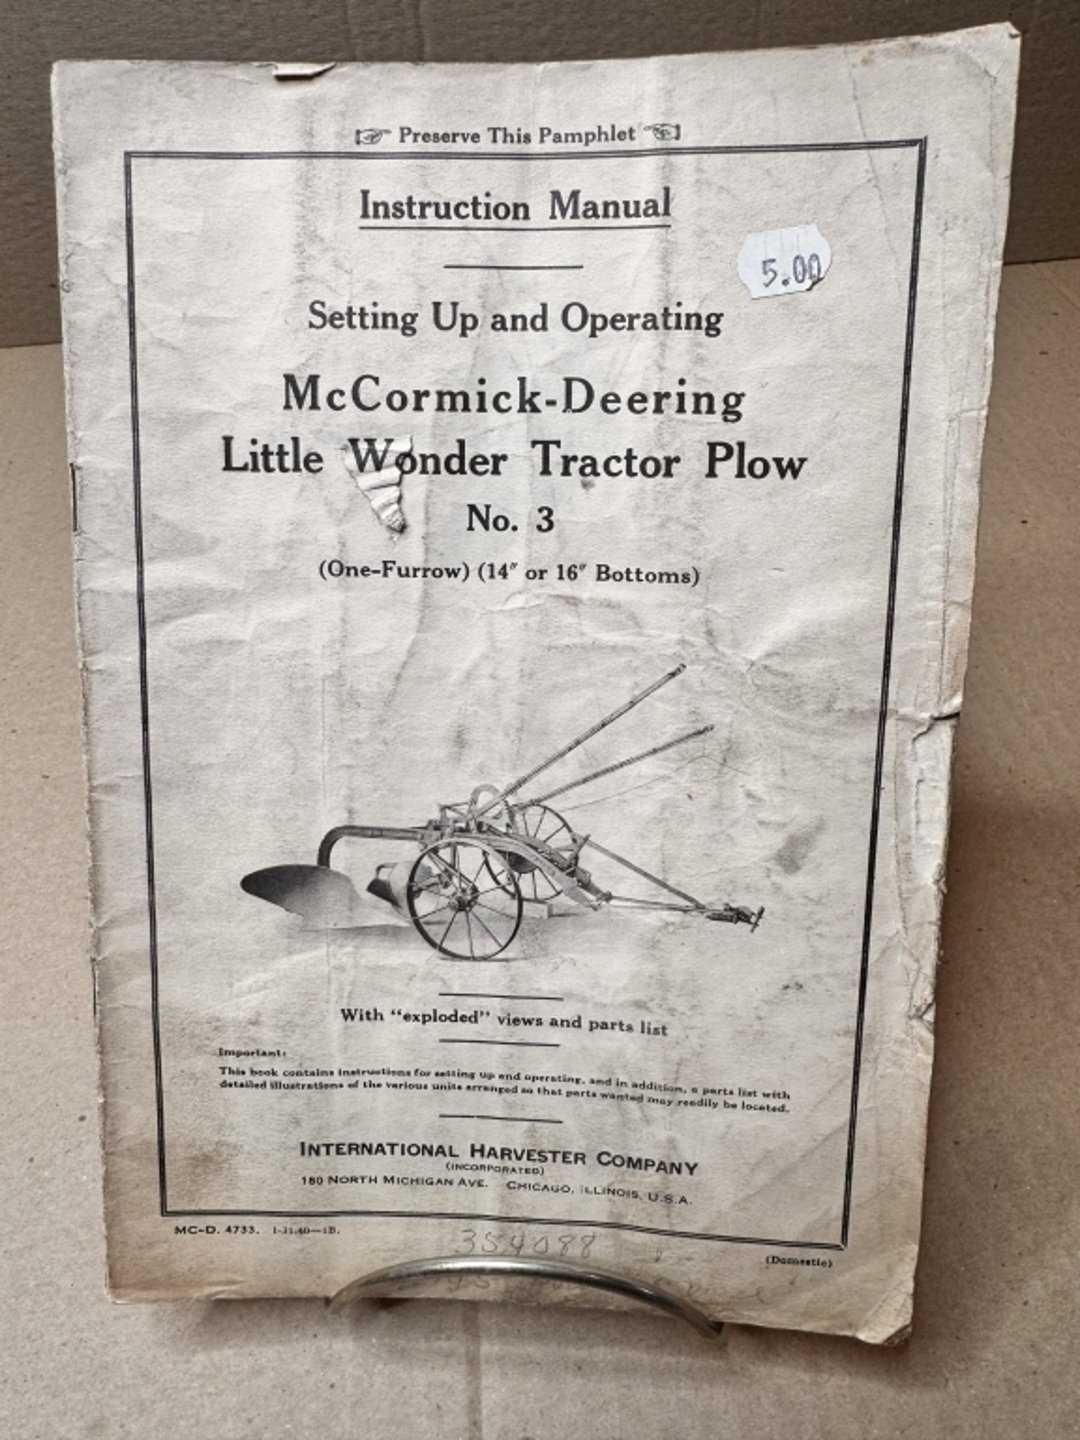 Preserve This Pamphlet
Instruction Manual
5.00
Setting Up and Operating
McCormick-Deering
Little Wonder Tractor Plow
No. 3
(One-Furrow) (14" or 16" Bottoms)
With "exploded" views and parts list
Important:
This book contains instructions for setting up and operating, and in addition, a parts list with
detailed illustrations of the various units arranged so that parts wanted may readily be located.
INTERNATIONAL HARVESTER COMPANY
(INCORPORATED)
180 NORTH MICHIGAN AVE. CHICAGO, ILLINOIS, U.S.A.
MC-D. 4733. 1-31-40—1B.
354088
(Domestic)